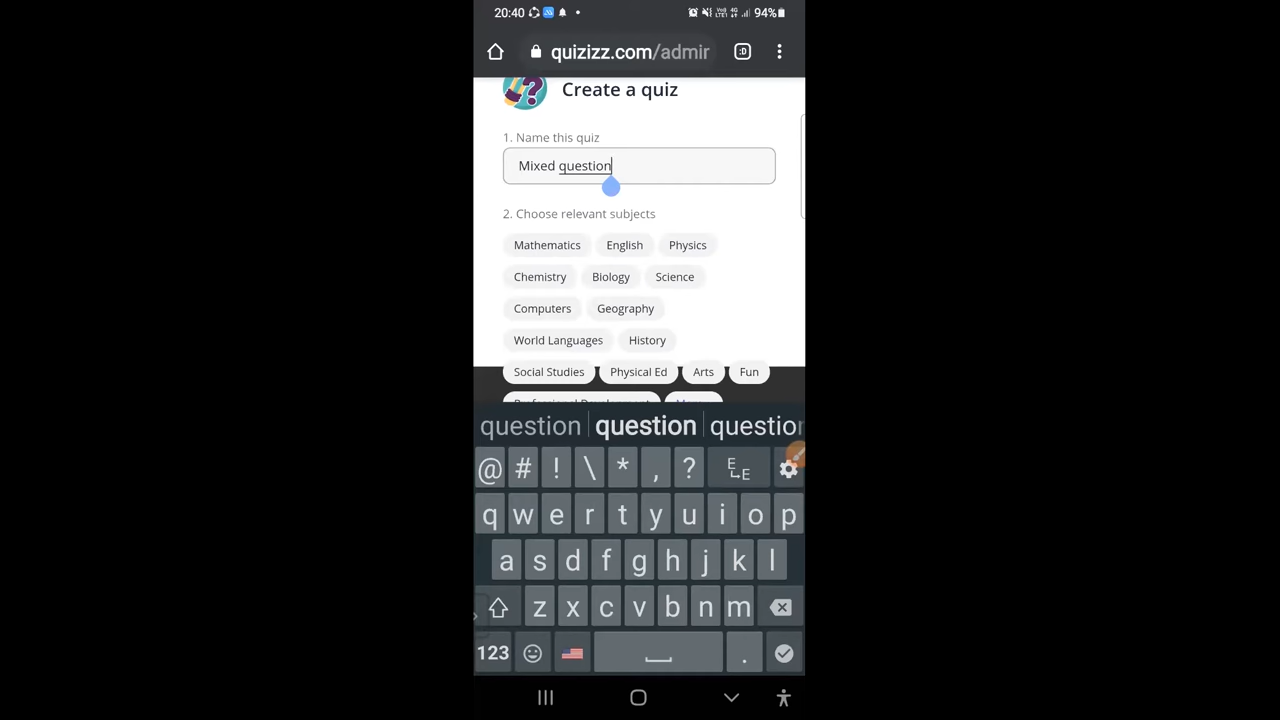 20:40 94%
quizizz.com/admir :D
Create a quiz
1. Name this quiz
Mixed question
2. Choose relevant subjects
Mathematics English Physics
Chemistry Biology Science
Computers Geography
World Languages History
Social Studies Physical Ed Arts Fun
question question question
@ # ! \ * , ? E E
q w e r t y u i o p
a s d f g h j k l
z x c v b n m
123 .